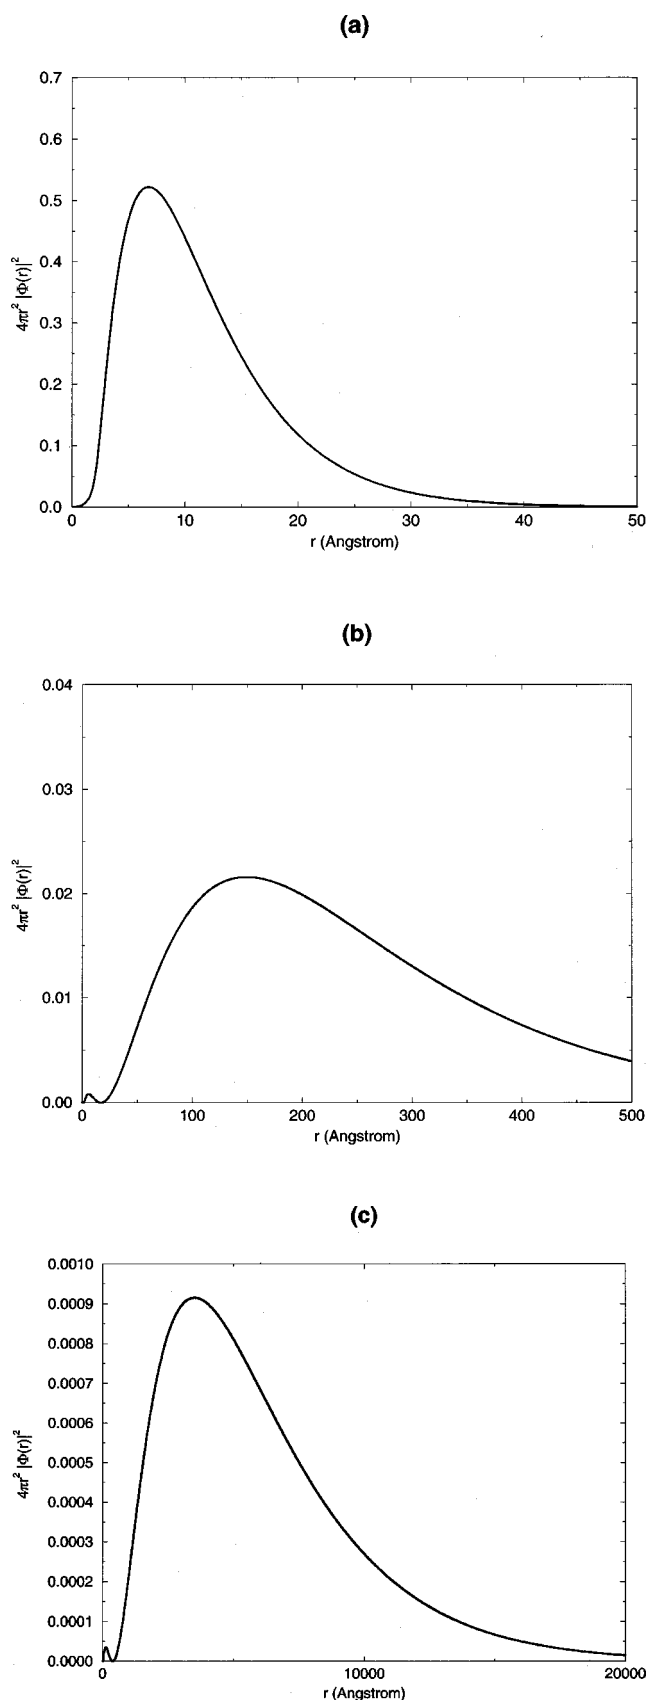 (a)
0.7
0.6
0.5
0.4
0.3
0.2
0.1
0.0
4πr² |Φ(r)|²
0 10 20 30 40 50
r (Angstrom)
(b)
0.04
0.03
0.02
0.01
0.00
4πr² |Φ(r)|²
0 100 200 300 400 500
r (Angstrom)
(c)
0.0010
0.0009
0.0008
0.0007
0.0006
0.0005
0.0004
0.0003
0.0002
0.0001
0.0000
4πr² |Φ(r)|²
0 10000 20000
r (Angstrom)